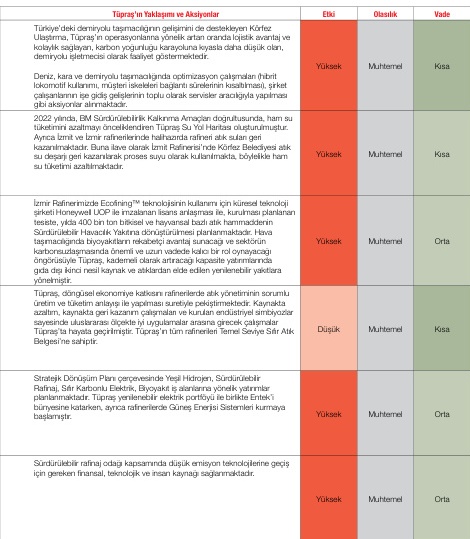 Tüpraş'ın Yaklaşımı ve Aksiyonlar
Etki
Olasılık
Vade
Türkiye'deki demiryolu taşımacılığının gelişimini de destekleyen Körfez
Ulaştırma, Tüpraş'ın operasyonlarına yönelik artan oranda lojistik avantaj ve
kolaylık sağlayan, karbon yoğunluğu karayoluna kıyasla daha düşük olan,
demiryolu işletmecisi olarak faaliyet göstermektedir.
Deniz, kara ve demiryolu taşımacılığında optimizasyon çalışmaları (hibrit
lokomotif kullanımı, müşteri iskeleleri bağlantı sürelerinin kısaltılması), şirket
çalışanlarının işe gidiş gelişlerinin toplu olarak servisler aracılığıyla yapılması
gibi aksiyonlar alınmaktadır.
Yüksek
Muhtemel
Kısa
2022 yılında, BM Sürdürülebilirlik Kalkınma Amaçları doğrultusunda, ham su
tüketimini azaltmayı önceliklendiren Tüpraş Su Yol Haritası oluşturulmuştur.
Ayrıca İzmit ve İzmir rafinerilerinde halihazırda rafineri atık suları geri
kazanılmaktadır. Buna ilave olarak İzmit Rafinerisi'nde Körfez Belediyesi atık
su deşarjı geri kazanılarak proses suyu olarak kullanılmakta, böylelikle ham
su tüketimi azaltılmaktadır.
Yüksek
Muhtemel
Kısa
İzmir Rafinerimizde Ecofining™ teknolojisinin kullanımı için küresel teknoloji
şirketi Honeywell UOP ile imzalanan lisans anlaşması ile, kurulması planlanan
tesiste, yılda 400 bin ton bitkisel ve hayvansal bazlı atık hammaddenin
Sürdürülebilir Havacılık Yakıtına dönüştürülmesi planlanmaktadır. Hava
taşımacılığında biyoyakıtların rekabetçi avantaj sunacağı ve sektörün
karbonsuzlaşmasında önemli ve uzun vadede kalıcı bir rol oynayacağı
öngörüsüyle Tüpraş, kademeli olarak artıracağı kapasite yatırımlarında
gıda dışı ikinci nesil kaynak ve atıklardan elde edilen yenilenebilir yakıtlara
yönelmiştir.
Yüksek
Muhtemel
Orta
Tüpraş, döngüsel ekonomiye katkısını rafinerilerde atık yönetiminin sorumlu
üretim ve tüketim anlayışı ile yapılması suretiyle pekiştirmektedir. Kaynakta
azaltım, kaynakta geri kazanım çalışmaları ve kurulan endüstriyel simbiyozlar
sayesinde uluslararası ölçekte iyi uygulamalar arasına girecek çalışmalar
Tüpraş'ta hayata geçirilmiştir. Tüpraş'ın tüm rafinerileri Temel Seviye Sıfır Atık
Belgesi'ne sahiptir.
Düşük
Muhtemel
Kısa
Stratejik Dönüşüm Planı çerçevesinde Yeşil Hidrojen, Sürdürülebilir
Rafinaj, Sıfır Karbonlu Elektrik, Biyoyakıt iş alanlarına yönelik yatırımlar
planlanmaktadır. Tüpraş yenilenebilir elektrik portföyü ile birlikte Entek'i
bünyesine katarken, ayrıca rafinerilerde Güneş Enerjisi Sistemleri kurmaya
başlamıştır.
Yüksek
Muhtemel
Orta
Sürdürülebilir rafinaj odağı kapsamında düşük emisyon teknolojilerine geçiş
için gereken finansal, teknolojik ve insan kaynağı sağlanmaktadır.
Yüksek
Muhtemel
Orta